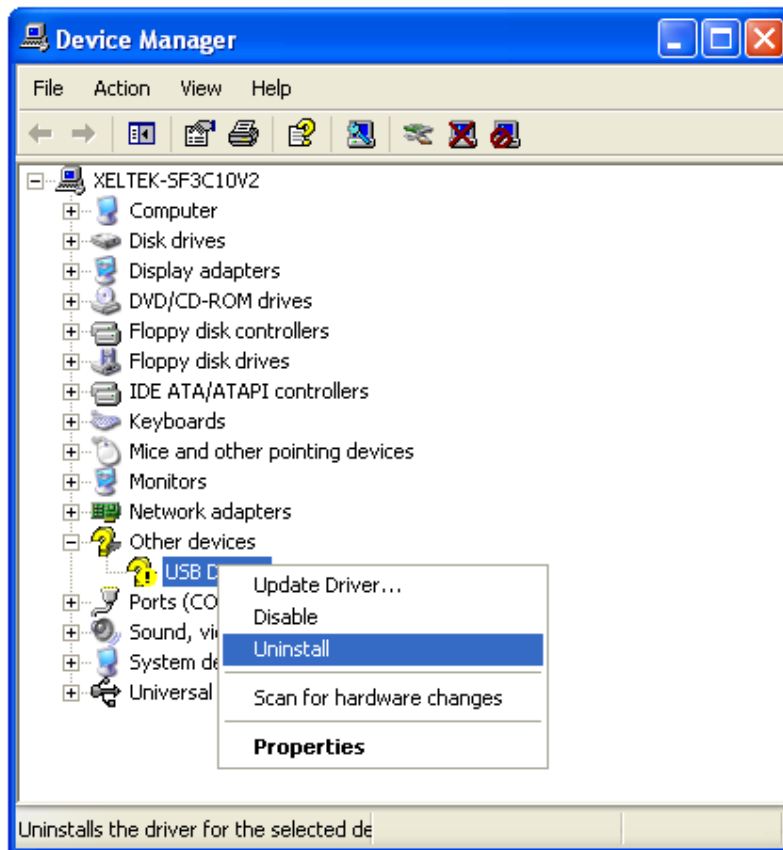 Device Manager
File Action View Help
XELTEK-SF3C10V2
Computer
Disk drives
Display adapters
DVD/CD-ROM drives
Floppy disk controllers
Floppy disk drives
IDE ATA/ATAPI controllers
Keyboards
Mice and other pointing devices
Monitors
Network adapters
Other devices
USB D
Update Driver...
Ports (CO
Disable
Sound, vi
Uninstall
System de
Universal
Scan for hardware changes
Properties
Uninstalls the driver for the selected de